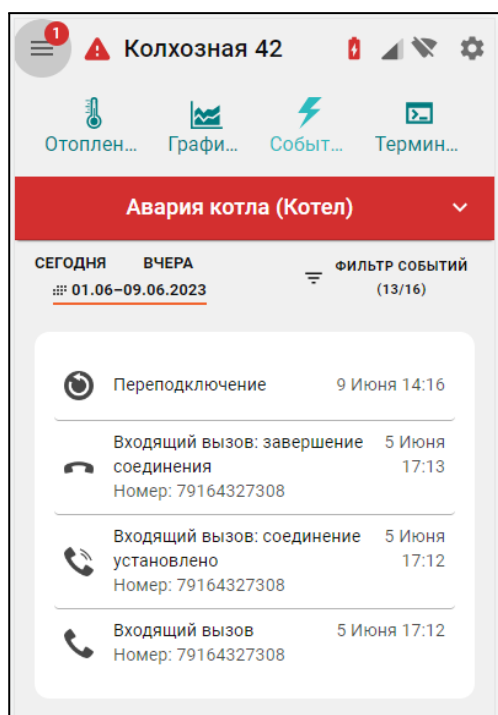 1
Колхозная 42
Отоплен... Графи... Событ... Термин...
Авария котла (Котел)
СЕГОДНЯ ВЧЕРА
01.06–09.06.2023
ФИЛЬТР СОБЫТИЙ
(13/16)
Переподключение 9 Июня 14:16
Входящий вызов: завершение 5 Июня
соединения 17:13
Номер: 79164327308
Входящий вызов: соединение 5 Июня
установлено 17:12
Номер: 79164327308
Входящий вызов 5 Июня 17:12
Номер: 79164327308